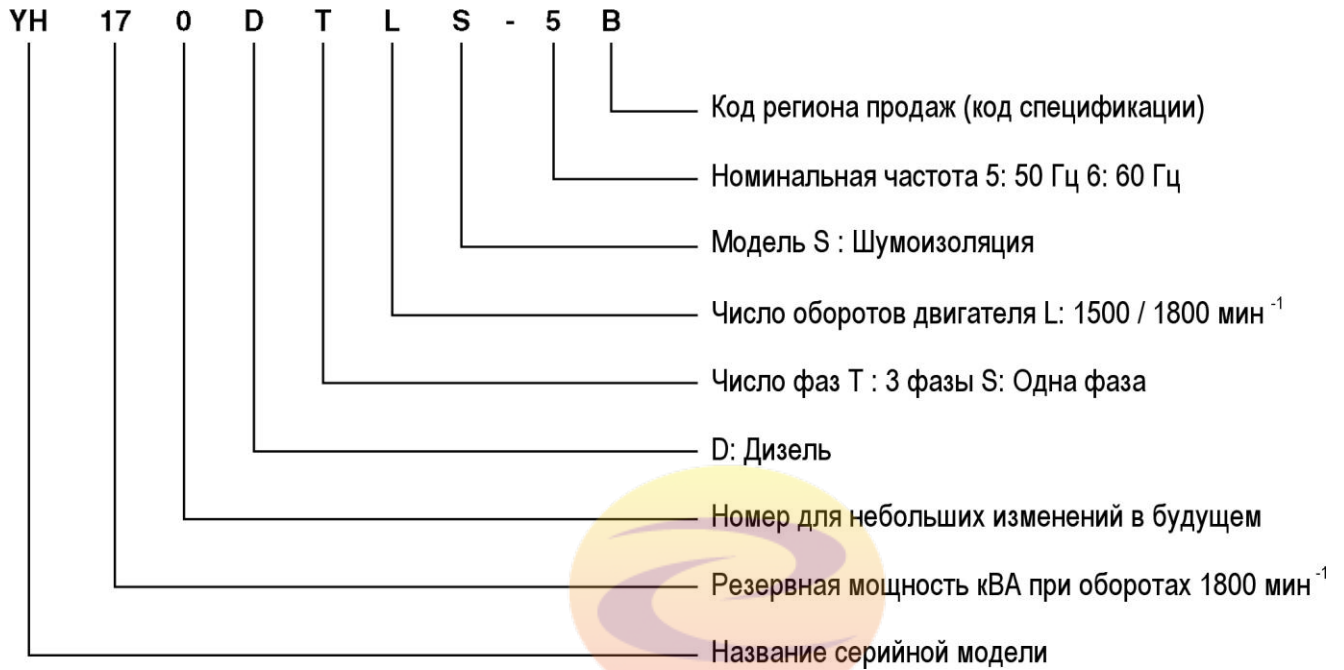 YH 17 0 D T L S - 5 B
Код региона продаж (код спецификации)
Номинальная частота 5: 50 Гц 6: 60 Гц
Модель S : Шумоизоляция
Число оборотов двигателя L: 1500 / 1800 мин⁻¹
Число фаз T : 3 фазы S: Одна фаза
D: Дизель
Номер для небольших изменений в будущем
Резервная мощность кВА при оборотах 1800 мин⁻¹
Название серийной модели